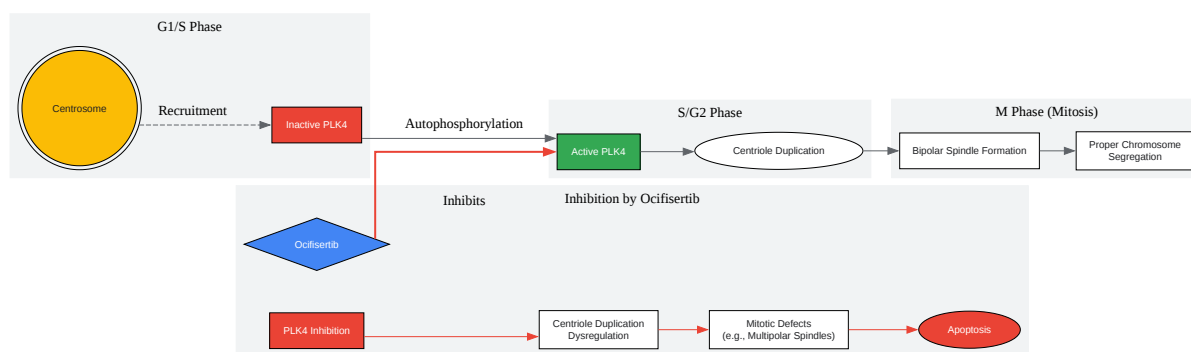 G1/S Phase
Centrosome
Recruitment
Inactive PLK4
Autophosphorylation
S/G2 Phase
Active PLK4
Centriole Duplication
M Phase (Mitosis)
Bipolar Spindle Formation
Proper Chromosome
Segregation
Inhibits
Inhibition by Ocifisertib
Ocifisertib
PLK4 Inhibition
Centriole Duplication
Dysregulation
Mitotic Defects
(e.g., Multipolar Spindles)
Apoptosis